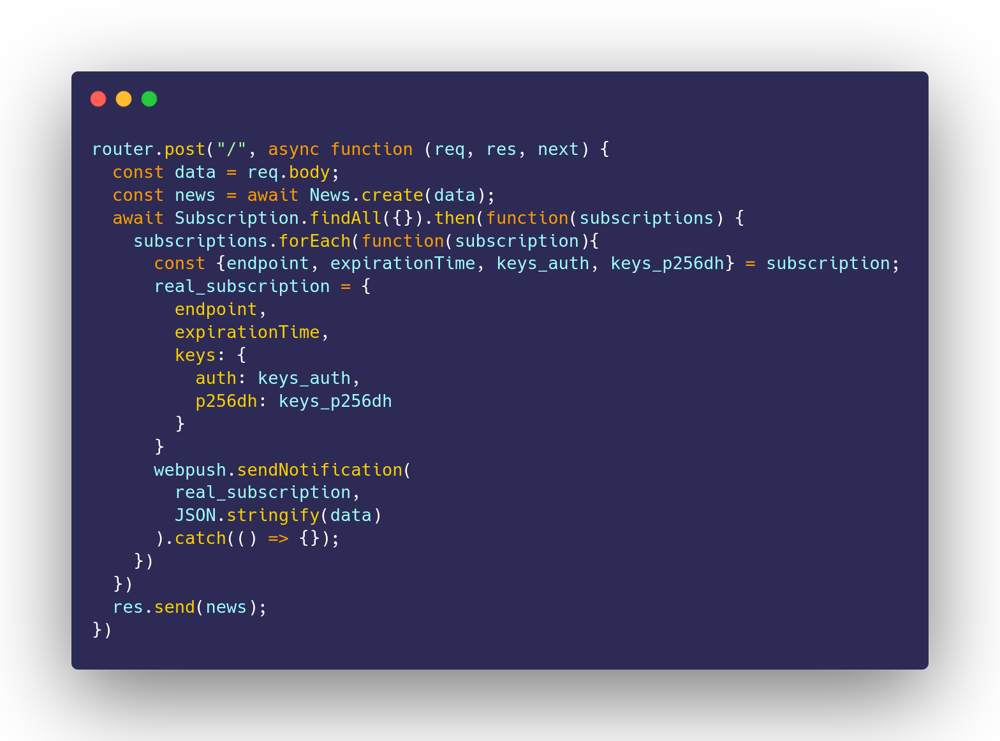 router.post("/", async function (req, res, next) {
  const data = req.body;
  const news = await News.create(data);
  await Subscription.findAll({}).then(function(subscriptions) {
    subscriptions.forEach(function(subscription){
      const {endpoint, expirationTime, keys_auth, keys_p256dh} = subscription;
      real_subscription = {
        endpoint,
        expirationTime,
        keys: {
          auth: keys_auth,
          p256dh: keys_p256dh
        }
      }
      webpush.sendNotification(
        real_subscription,
        JSON.stringify(data)
      ).catch(() => {});
    })
  })
  res.send(news);
})